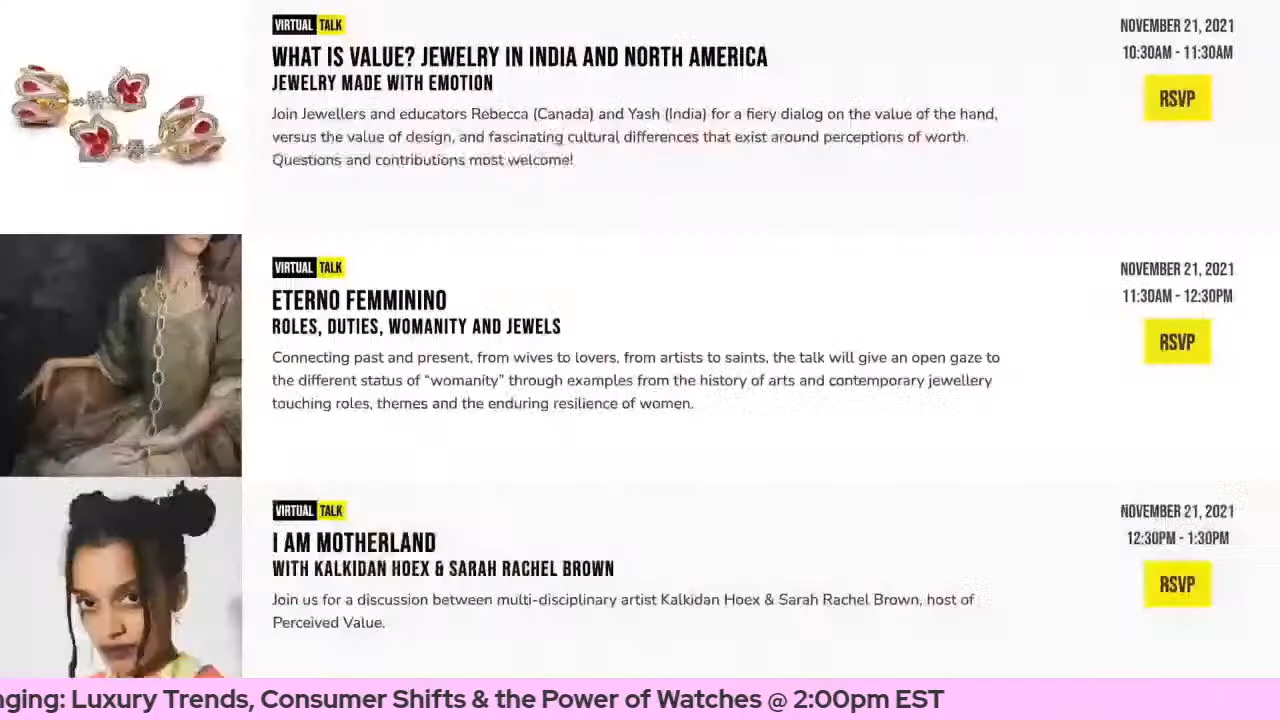 VIRTUAL TALK
WHAT IS VALUE? JEWELRY IN INDIA AND NORTH AMERICA
JEWELRY MADE WITH EMOTION
Join Jewellers and educators Rebecca (Canada) and Yash (India) for a fiery dialog on the value of the hand,
versus the value of design, and fascinating cultural differences that exist around perceptions of worth.
Questions and contributions most welcome!
NOVEMBER 21, 2021
10:30AM - 11:30AM
RSVP
VIRTUAL TALK
ETERNO FEMMININO
ROLES, DUTIES, WOMANITY AND JEWELS
Connecting past and present, from wives to lovers, from artists to saints, the talk will give an open gaze to
the different status of “womanity” through examples from the history of arts and contemporary jewellery
touching roles, themes and the enduring resilience of women.
NOVEMBER 21, 2021
11:30AM - 12:30PM
RSVP
VIRTUAL TALK
I AM MOTHERLAND
WITH KALKIDAN HOEX & SARAH RACHEL BROWN
Join us for a discussion between multi-disciplinary artist Kalkidan Hoex & Sarah Rachel Brown, host of
Perceived Value.
NOVEMBER 21, 2021
12:30PM - 1:30PM
RSVP
nging: Luxury Trends, Consumer Shifts & the Power of Watches @ 2:00pm EST